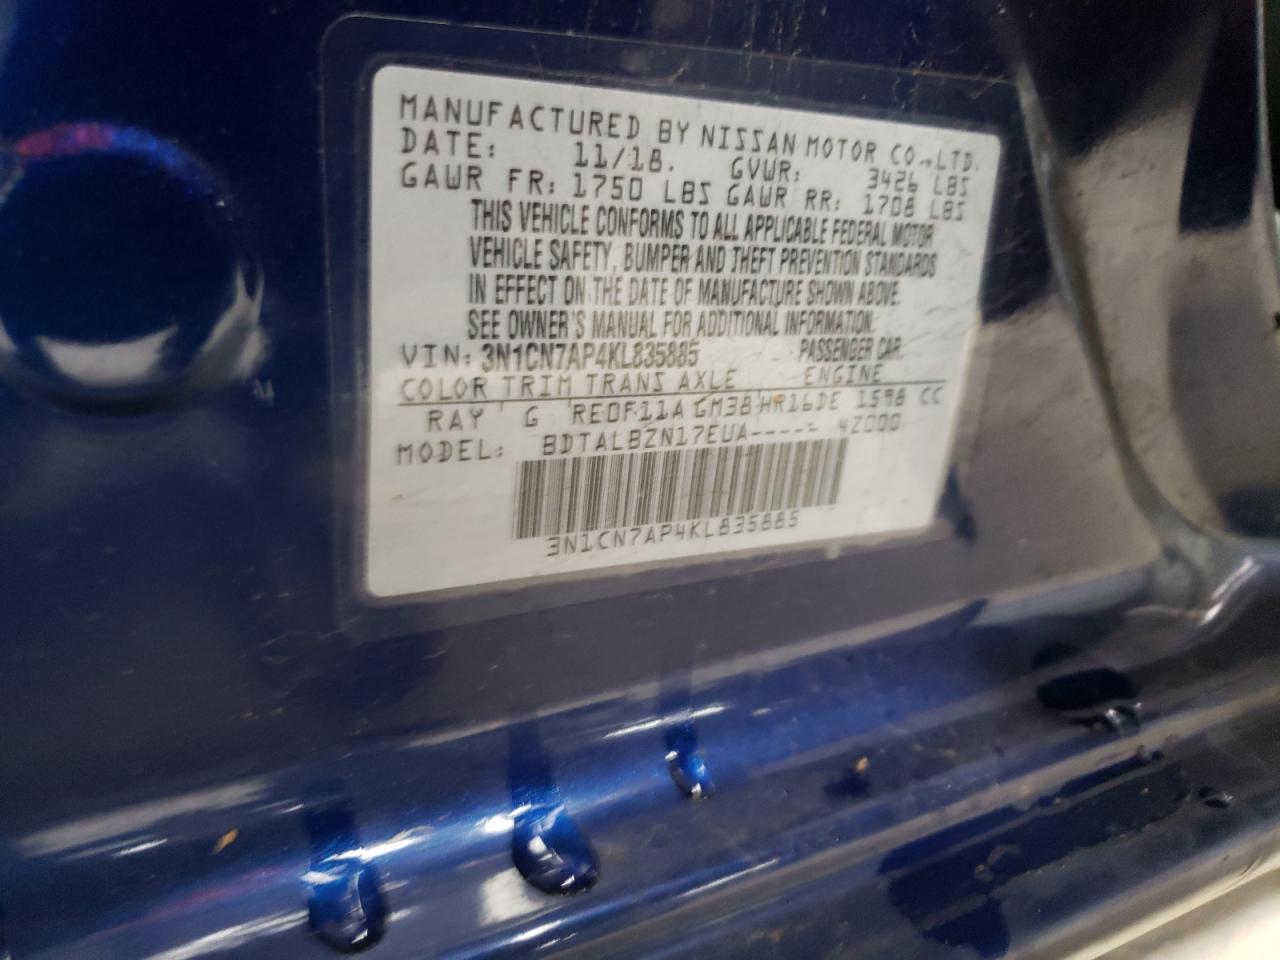 MANUFACTURED BY NISSAN MOTOR CO.,LTD.
DATE: 11/18. GVWR: 3426 LBS
GAWR FR: 1750 LBS GAWR RR: 1708 LBS
THIS VEHICLE CONFORMS TO ALL APPLICABLE FEDERAL MOTOR
VEHICLE SAFETY, BUMPER AND THEFT PREVENTION STANDARDS
IN EFFECT ON THE DATE OF MANUFACTURE SHOWN ABOVE.
SEE OWNER'S MANUAL FOR ADDITIONAL INFORMATION.
VIN: 3N1CN7AP4KL835885 PASSENGER CAR.
COLOR TRIM TRANS AXLE ENGINE
RAY G RE0F11A GM38 HR16DE 1598 CC
MODEL: BDTALBZN17EUA----- 4Z000
3N1CN7AP4KL835885